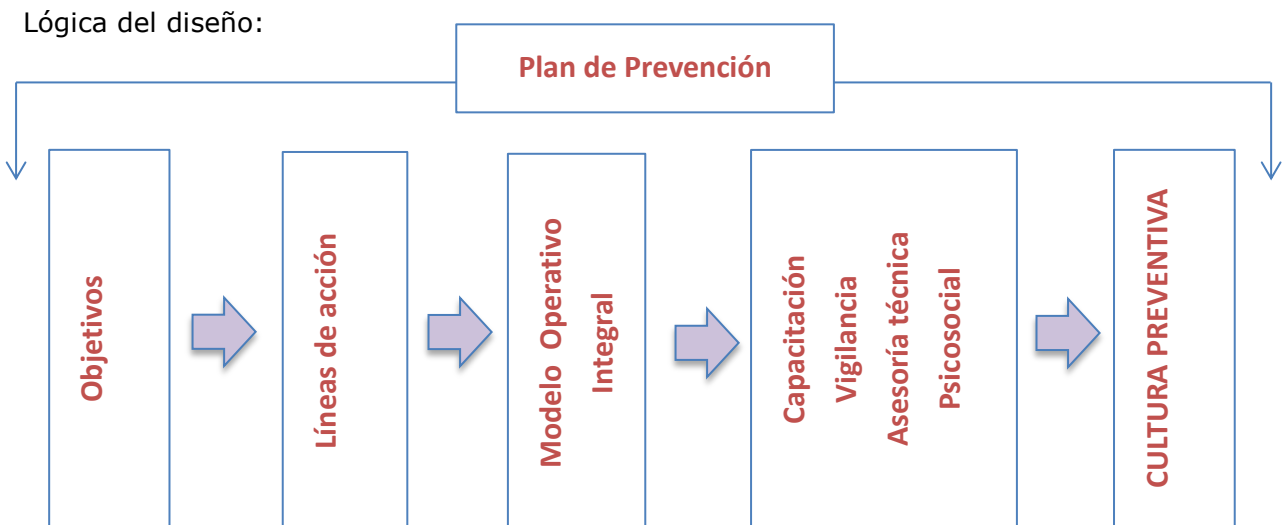 Lógica del diseño:
Plan de Prevención
Objetivos
Líneas de acción
Modelo Operativo
Integral
Capacitación
Vigilancia
Asesoría técnica
Psicosocial
CULTURA PREVENTIVA